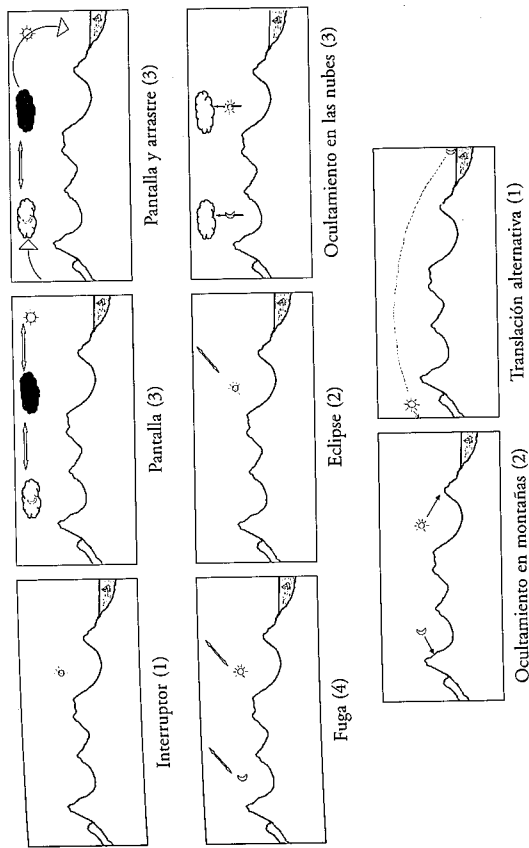 Interruptor (1)
Pantalla (3)
Pantalla y arrastre (3)
Fuga (4)
Eclipse (2)
Ocultamiento en las nubes (3)
Ocultamiento en montañas (2)
Translación alternativa (1)